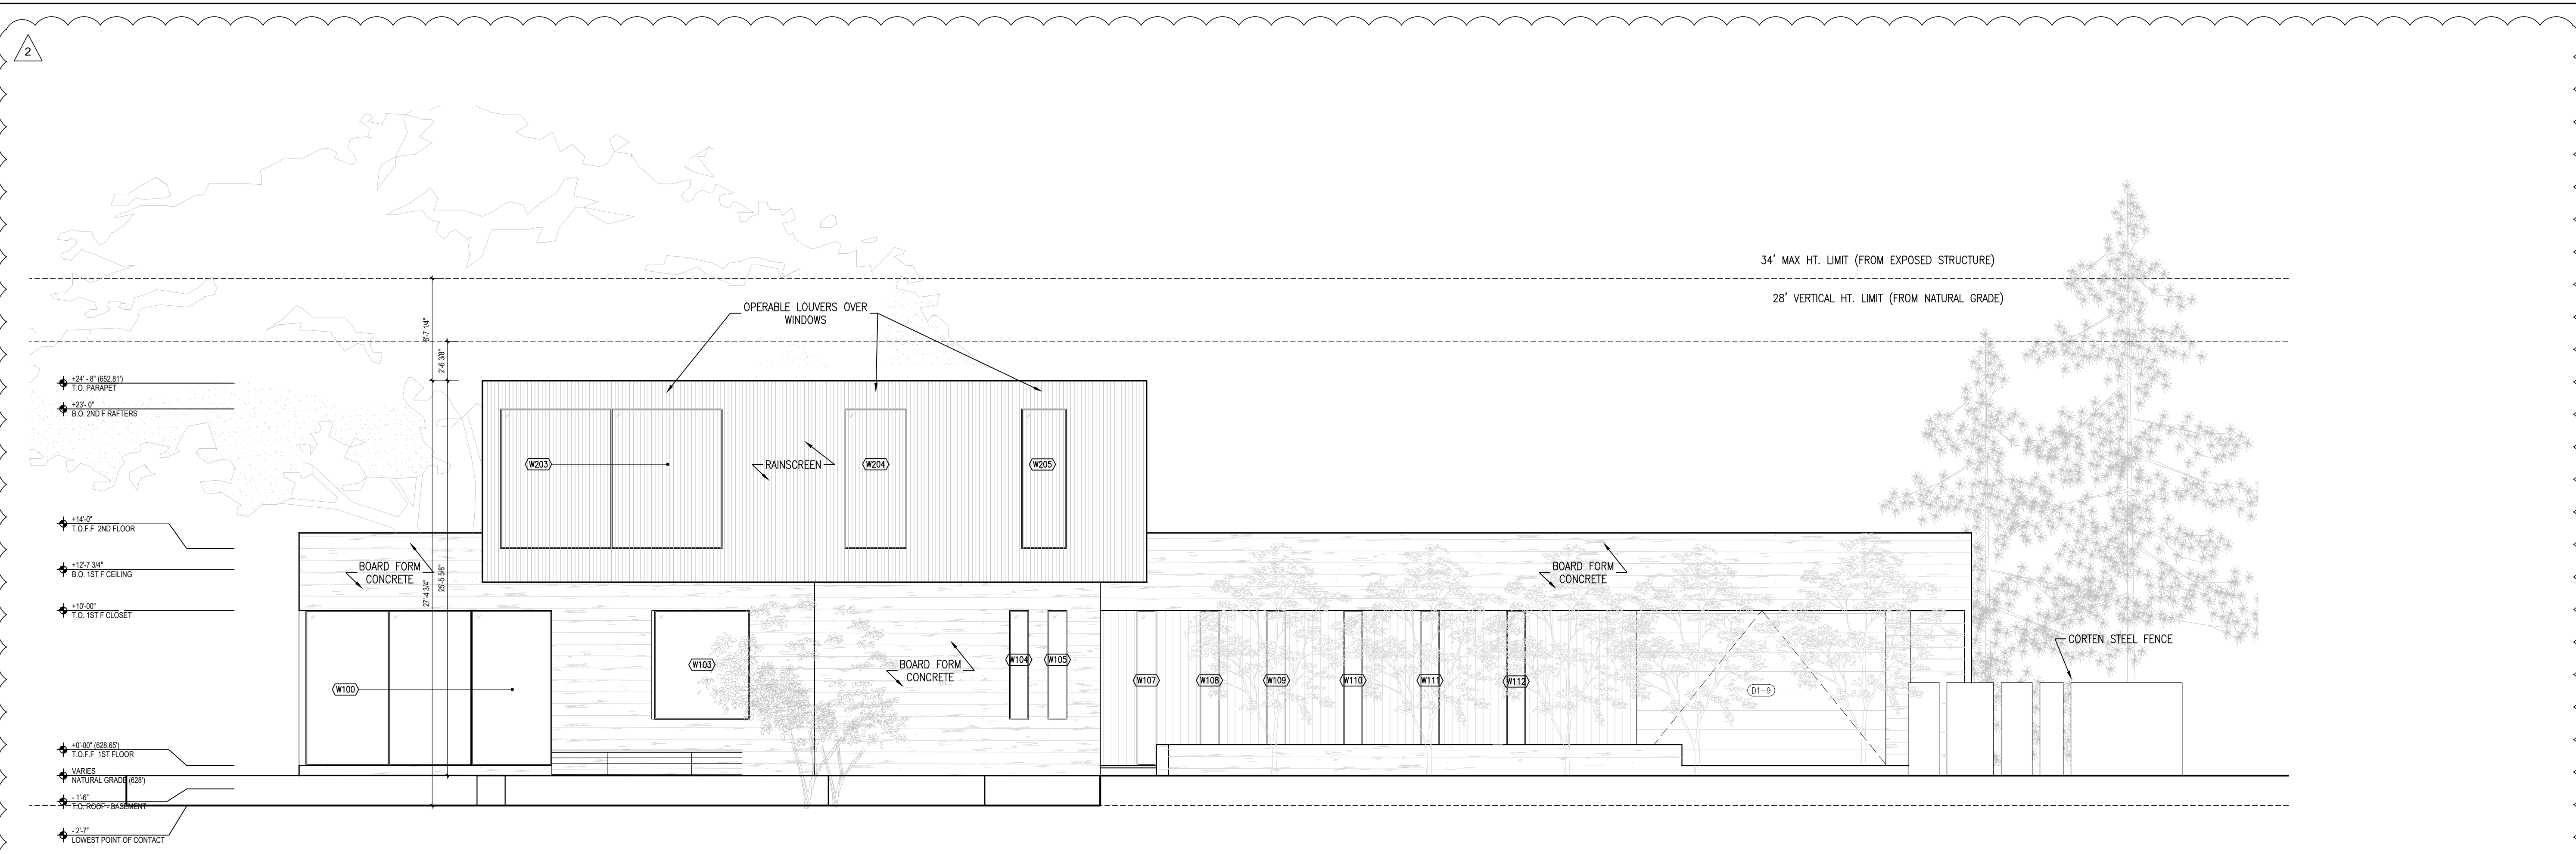 2
34' MAX HT. LIMIT (FROM EXPOSED STRUCTURE)
28' VERTICAL HT. LIMIT (FROM NATURAL GRADE)
OPERABLE LOUVERS OVER
WINDOWS
6'-7 1/4"
2'-6 3/8"
+24' - 8" (652.81')
T.O. PARAPET
+23'- 0"
B.O. 2ND F RAFTERS
W203
RAINSCREEN
W204
W205
+14'-0"
T.O.F.F 2ND FLOOR
+12'-7 3/4"
B.O. 1ST F CEILING
BOARD FORM
CONCRETE
27'-4 3/4"
25'-5 5/8"
BOARD FORM
CONCRETE
+10'-00"
T.O. 1ST F CLOSET
CORTEN STEEL FENCE
W103
BOARD FORM
CONCRETE
W104
W105
W100
W107
W108
W109
W110
W111
W112
D1-9
+0'-00" (628.65')
T.O.F.F 1ST FLOOR
VARIES
NATURAL GRADE (628')
- 1'-6"
T.O. ROOF - BASEMENT
- 2'-7"
LOWEST POINT OF CONTACT